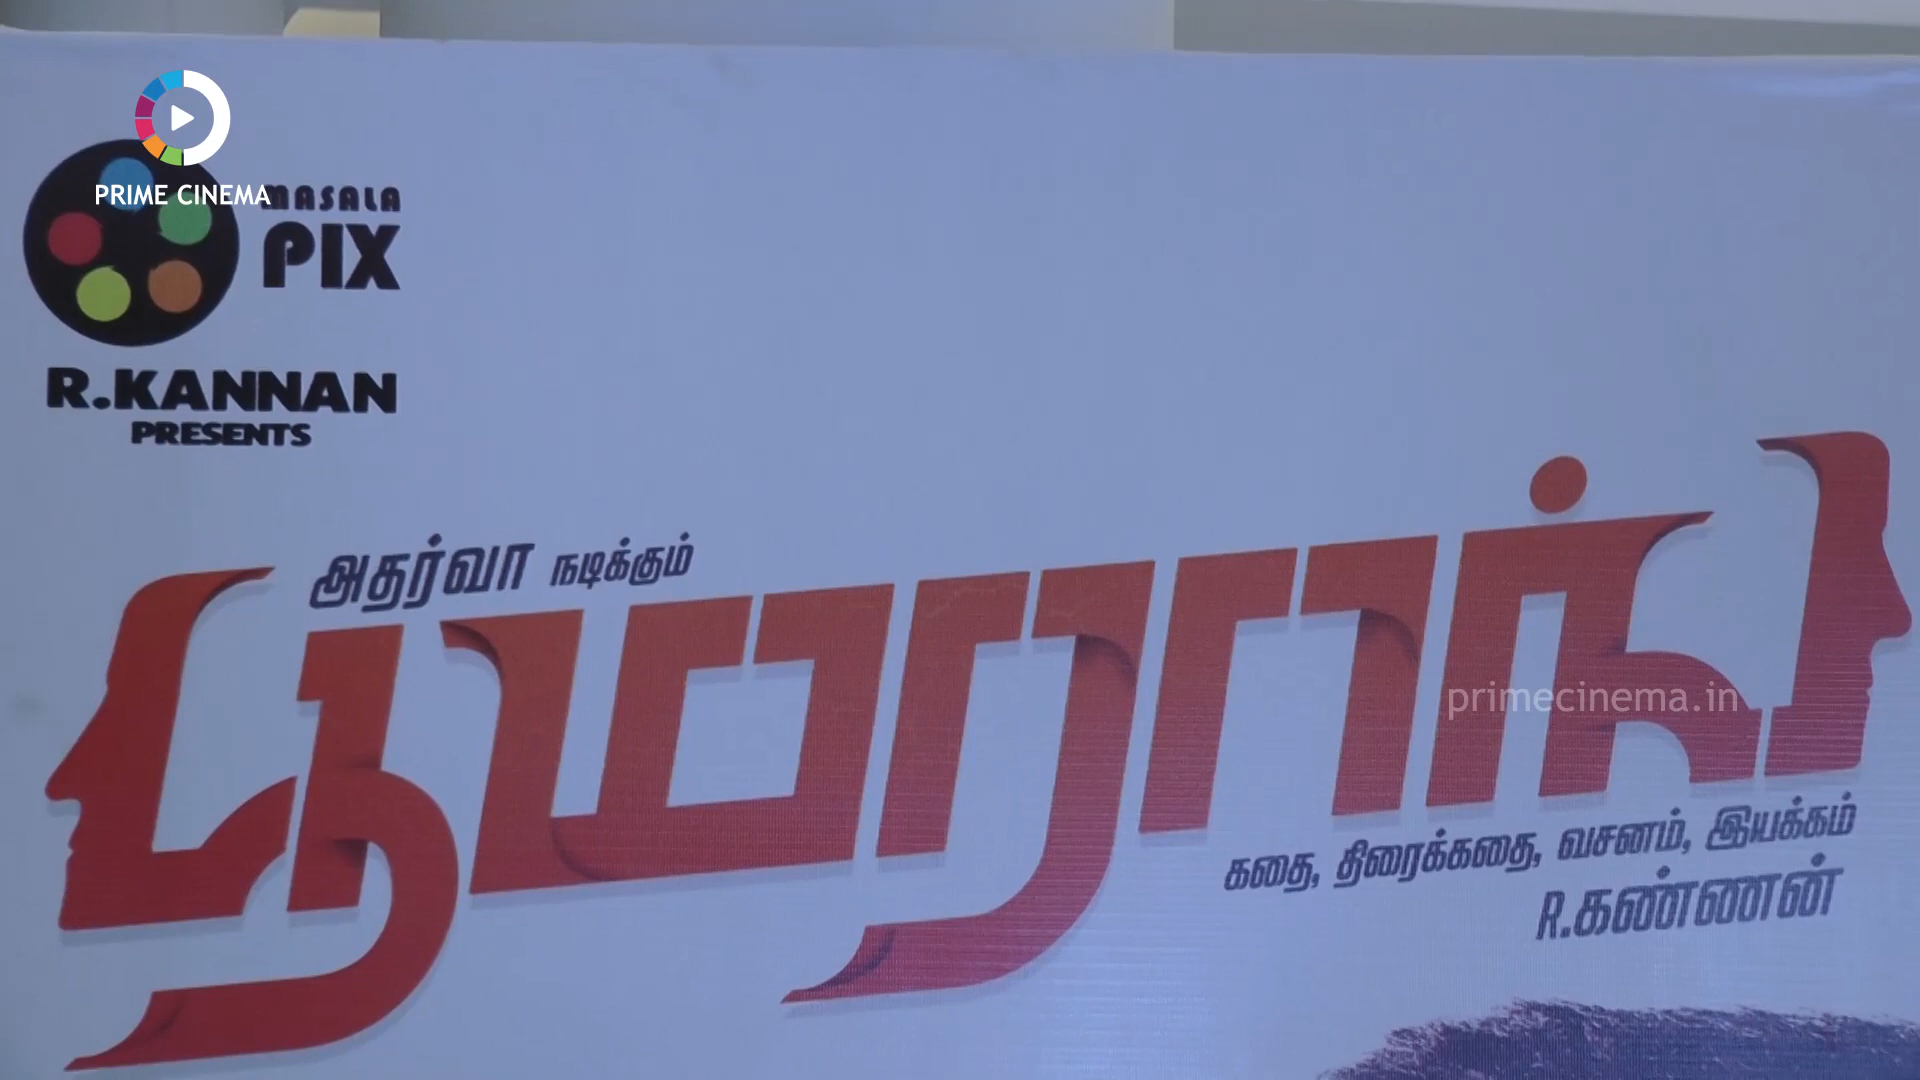 PRIME CINEMA
MASALA
PIX
R.KANNAN
PRESENTS
அதர்வா நடிக்கும்
பூமராங்
primecinema.in
கதை, திரைக்கதை, வசனம், இயக்கம்
R.கண்ணன்